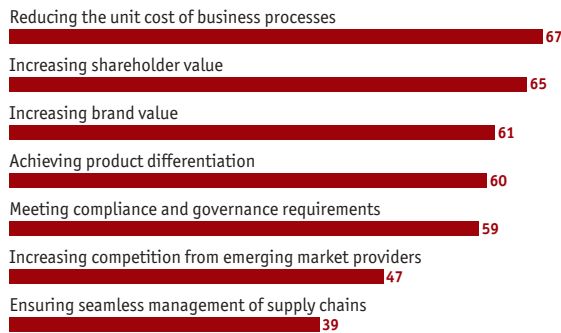 Reducing the unit cost of business processes
67
Increasing shareholder value
65
Increasing brand value
61
Achieving product differentiation
60
Meeting compliance and governance requirements
59
Increasing competition from emerging market providers
47
Ensuring seamless management of supply chains
39